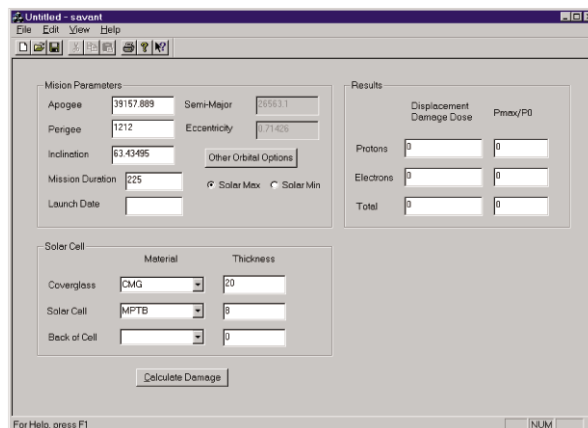 Untitled - savant
File Edit View Help
Mision Parameters
Apogee 39157.889 Semi-Major 26563.1
Perigee 1212 Eccentricity 0.71426
Inclination 63.43495 Other Orbital Options
Mission Duration 225 Solar Max Solar Min
Launch Date
Results
Displacement Damage Dose Pmax/P0
Protons 0 0
Electrons 0 0
Total 0 0
Solar Cell
Material Thickness
Coverglass CMG 20
Solar Cell MPTB 8
Back of Cell 0
Calculate Damage
For Help, press F1 NUM